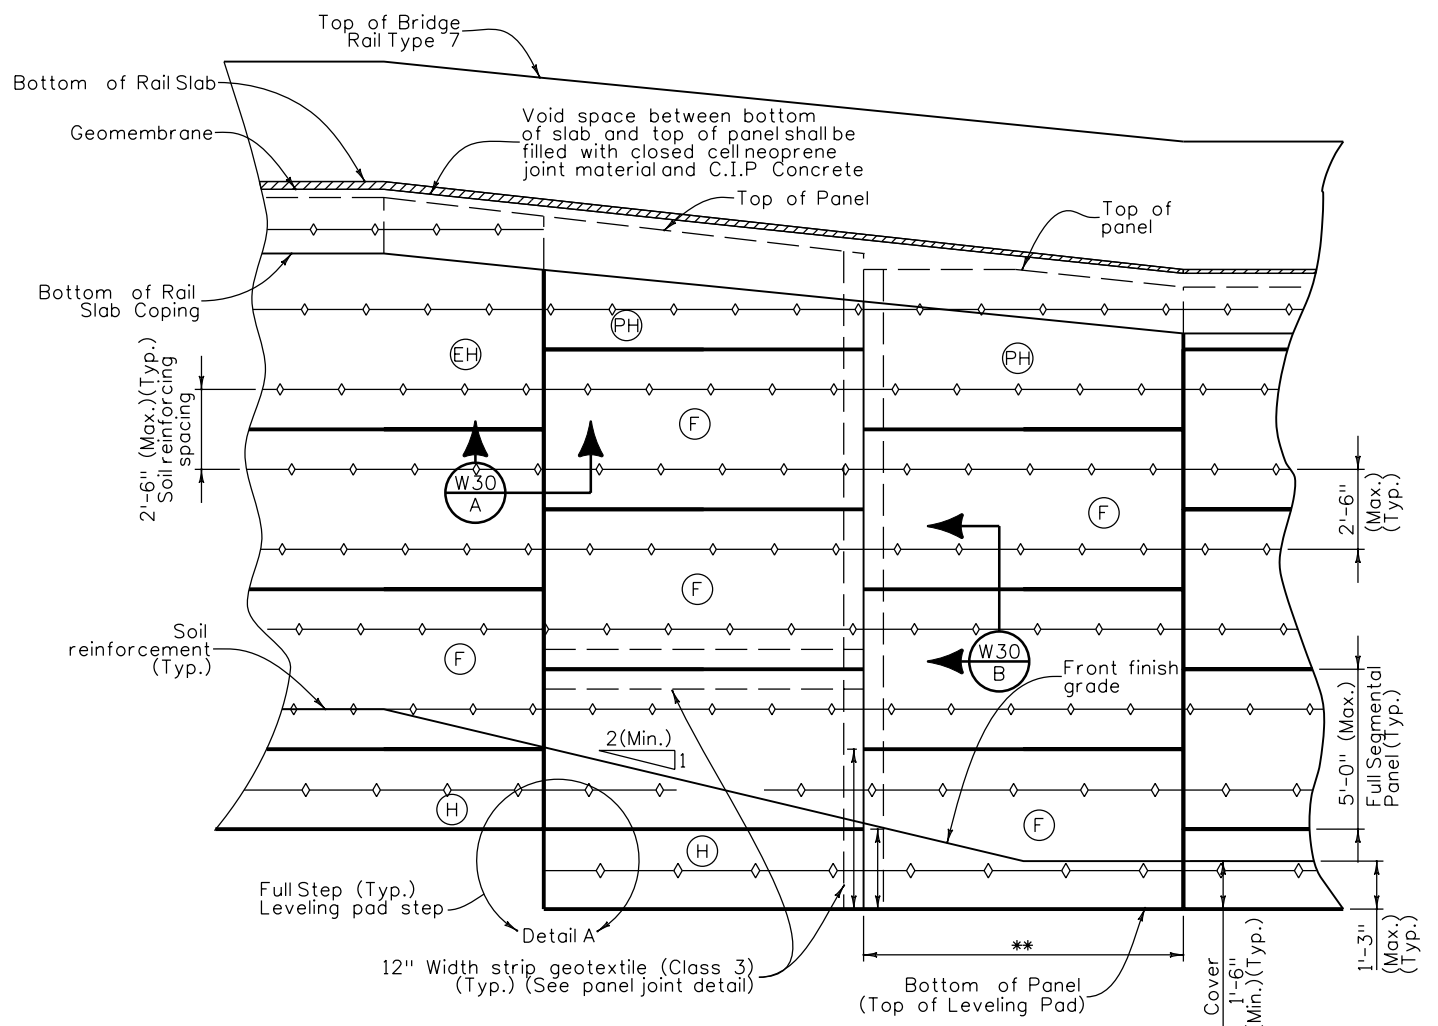 Top of Bridge
Rail Type 7
Bottom of Rail Slab
Geomembrane
Void space between bottom
of slab and top of panel shall be
filled with closed cell neoprene
joint material and C.I.P Concrete
Top of Panel
Top of
panel
Bottom of Rail
Slab Coping
2'-6" (Max.)(Typ.)
Soil reinforcing
spacing
PH
EH
PH
F
W30
A
F
2'-6"
(Max.)
(Typ.)
F
Soil
reinforcement
(Typ.)
F
W30
B
Front finish
grade
2(Min.)
1
5'-0" (Max.)
Full Segmental
Panel (Typ.)
H
F
H
Full Step (Typ.)
Leveling pad step
Detail A
12" Width strip geotextile (Class 3)
(Typ.) (See panel joint detail)
**
Bottom of Panel
(Top of Leveling Pad)
Cover
1'-6"
(Min.)(Typ.)
1'-3"
(Max.)
(Typ.)